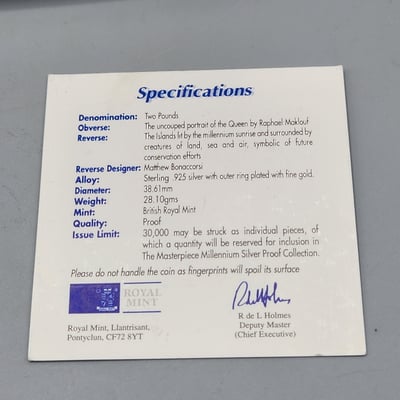 Specifications
Denomination: Two Pounds
Obverse: The uncouped portrait of the Queen by Raphael Maklouf
Reverse: The Islands lit by the millennium sunrise and surrounded by
creatures of land, sea and air, symbolic of future
conservation efforts
Reverse Designer: Matthew Bonaccorsi
Alloy: Sterling .925 silver with outer ring plated with fine gold.
Diameter: 38.61mm
Weight: 28.10gms
Mint: British Royal Mint
Quality: Proof
Issue Limit: 30,000 may be struck as individual pieces, of
which a quantity will be reserved for inclusion in
The Masterpiece Millennium Silver Proof Collection.
Please do not handle the coin as fingerprints will spoil its surface
ROYAL
MINT
Royal Mint, Llantrisant,
Pontyclun, CF72 8YT
R de L Holmes
Deputy Master
(Chief Executive)